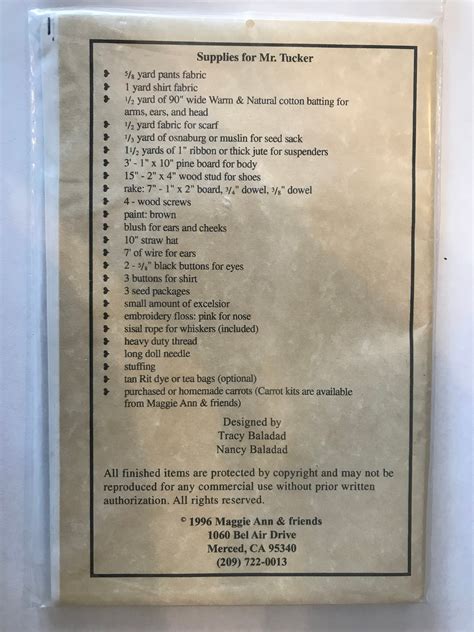 Supplies for Mr. Tucker
5/8 yard pants fabric
1 yard shirt fabric
1/2 yard of 90" wide Warm & Natural cotton batting for
arms, ears, and head
1/2 yard fabric for scarf
1/3 yard of osnaburg or muslin for seed sack
1 1/2 yards of 1" ribbon or thick jute for suspenders
3' - 1" x 10" pine board for body
15" - 2" x 4" wood stud for shoes
rake: 7" - 1" x 2" board, 3/4" dowel, 3/8" dowel
4 - wood screws
paint: brown
blush for ears and cheeks
10" straw hat
7' of wire for ears
2 - 5/8" black buttons for eyes
3 buttons for shirt
3 seed packages
small amount of excelsior
embroidery floss: pink for nose
sisal rope for whiskers (included)
heavy duty thread
long doll needle
stuffing
tan Rit dye or tea bags (optional)
purchased or homemade carrots (Carrot kits are available
from Maggie Ann & friends)
Designed by
Tracy Baladad
Nancy Baladad
All finished items are protected by copyright and may not be
reproduced for any commercial use without prior written
authorization. All rights reserved.
© 1996 Maggie Ann & friends
1060 Bel Air Drive
Merced, CA 95340
(209) 722-0013